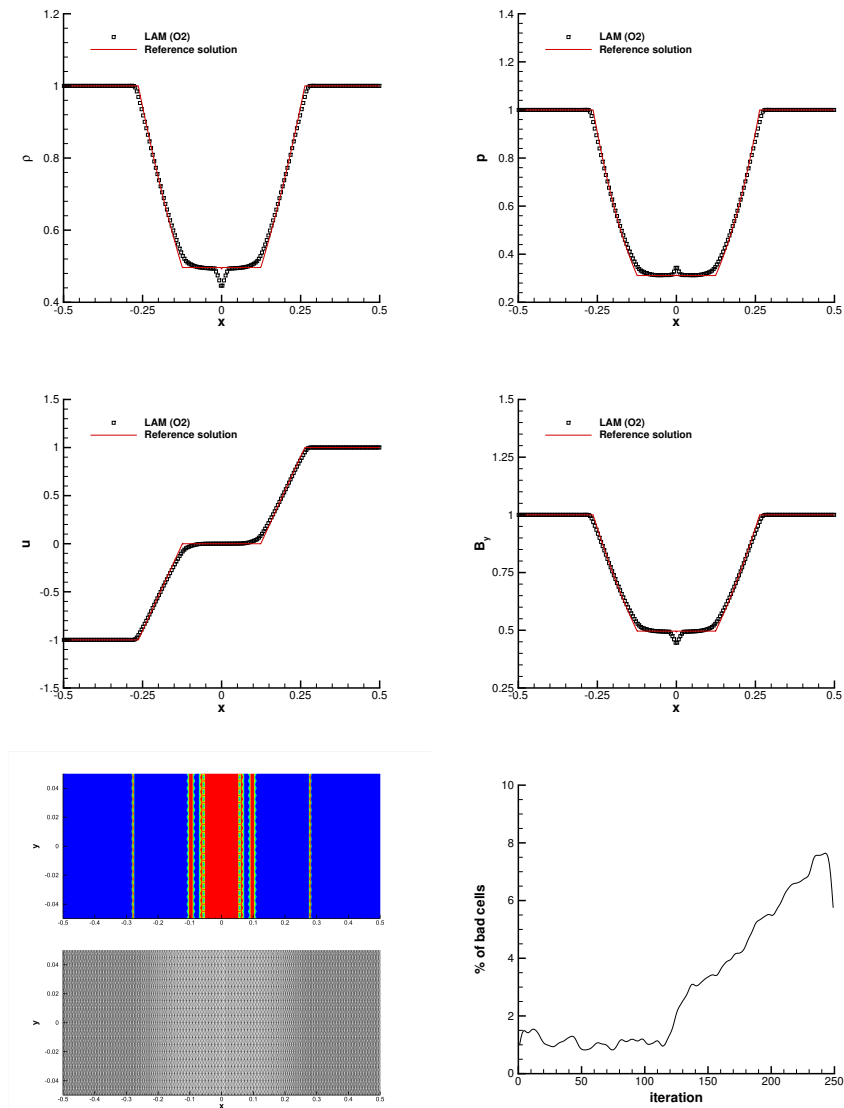 1.2
1
0.8
0.6
0.4
ρ
LAM (O2)
Reference solution
-0.5 -0.25 0 0.25 0.5
x
1.4
1.2
1
0.8
0.6
0.4
0.2
p
LAM (O2)
Reference solution
-0.5 -0.25 0 0.25 0.5
x
1.5
1
0.5
0
-0.5
-1
-1.5
u
LAM (O2)
Reference solution
-0.5 -0.25 0 0.25 0.5
x
1.5
1.25
1
0.75
0.5
0.25
By
LAM (O2)
Reference solution
-0.5 -0.25 0 0.25 0.5
x
0.04
0.02
0
-0.02
-0.04
y
-0.5 -0.4 -0.3 -0.2 -0.1 0 0.1 0.2 0.3 0.4 0.5
0.04
0.02
0
-0.02
-0.04
y
-0.5 -0.4 -0.3 -0.2 -0.1 0 0.1 0.2 0.3 0.4 0.5
x
10
8
6
4
2
0
% of bad cells
0 50 100 150 200 250
iteration